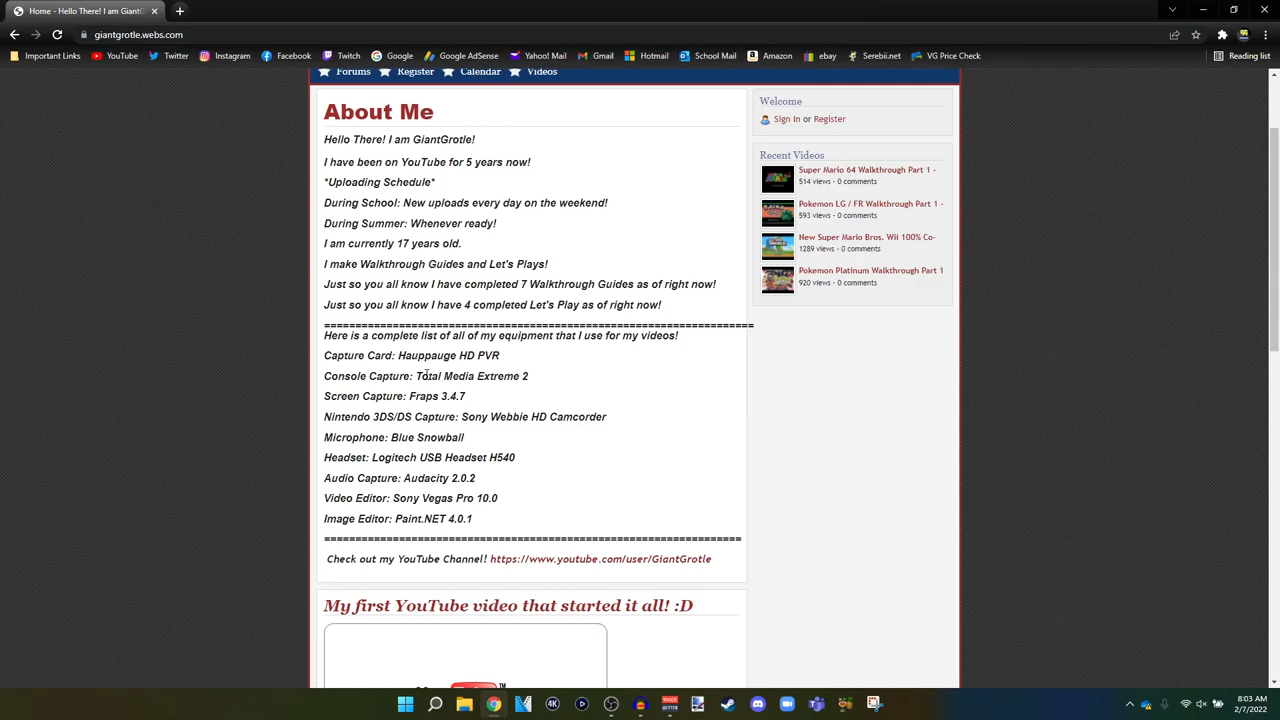 Home
giantgrotle.webs.com
Important Links YouTube Twitter Instagram Facebook Twitch Google Google AdSense Yahoo! Mail Gmail Hotmail School Mail Amazon ebay Serebii.net VG Price Check Reading list
Forums Register Calendar Videos
About Me
Hello There! I am GiantGrotle!
I have been on YouTube for 5 years now!
*Uploading Schedule*
During School: New uploads every day on the weekend!
During Summer: Whenever ready!
I am currently 17 years old.
I make Walkthrough Guides and Let's Plays!
Just so you all know I have completed 7 Walkthrough Guides as of right now!
Just so you all know I have 4 completed Let's Play as of right now!
=====================================================================
Here is a complete list of all of my equipment that I use for my videos!
Capture Card: Hauppauge HD PVR
Console Capture: Total Media Extreme 2
Screen Capture: Fraps 3.4.7
Nintendo 3DS/DS Capture: Sony Webbie HD Camcorder
Microphone: Blue Snowball
Headset: Logitech USB Headset H540
Audio Capture: Audacity 2.0.2
Video Editor: Sony Vegas Pro 10.0
Image Editor: Paint.NET 4.0.1
===================================================================
Check out my YouTube Channel! https://www.youtube.com/user/GiantGrotle
My first YouTube video that started it all! :D
Welcome
Sign In or Register
Recent Videos
Super Mario 64 Walkthrough Part 1 -
514 views - 0 comments
Pokemon LG / FR Walkthrough Part 1 -
593 views - 0 comments
New Super Mario Bros. Wii 100% Co-
1289 views - 0 comments
Pokemon Platinum Walkthrough Part 1
920 views - 0 comments
8:03 AM
2/7/2022